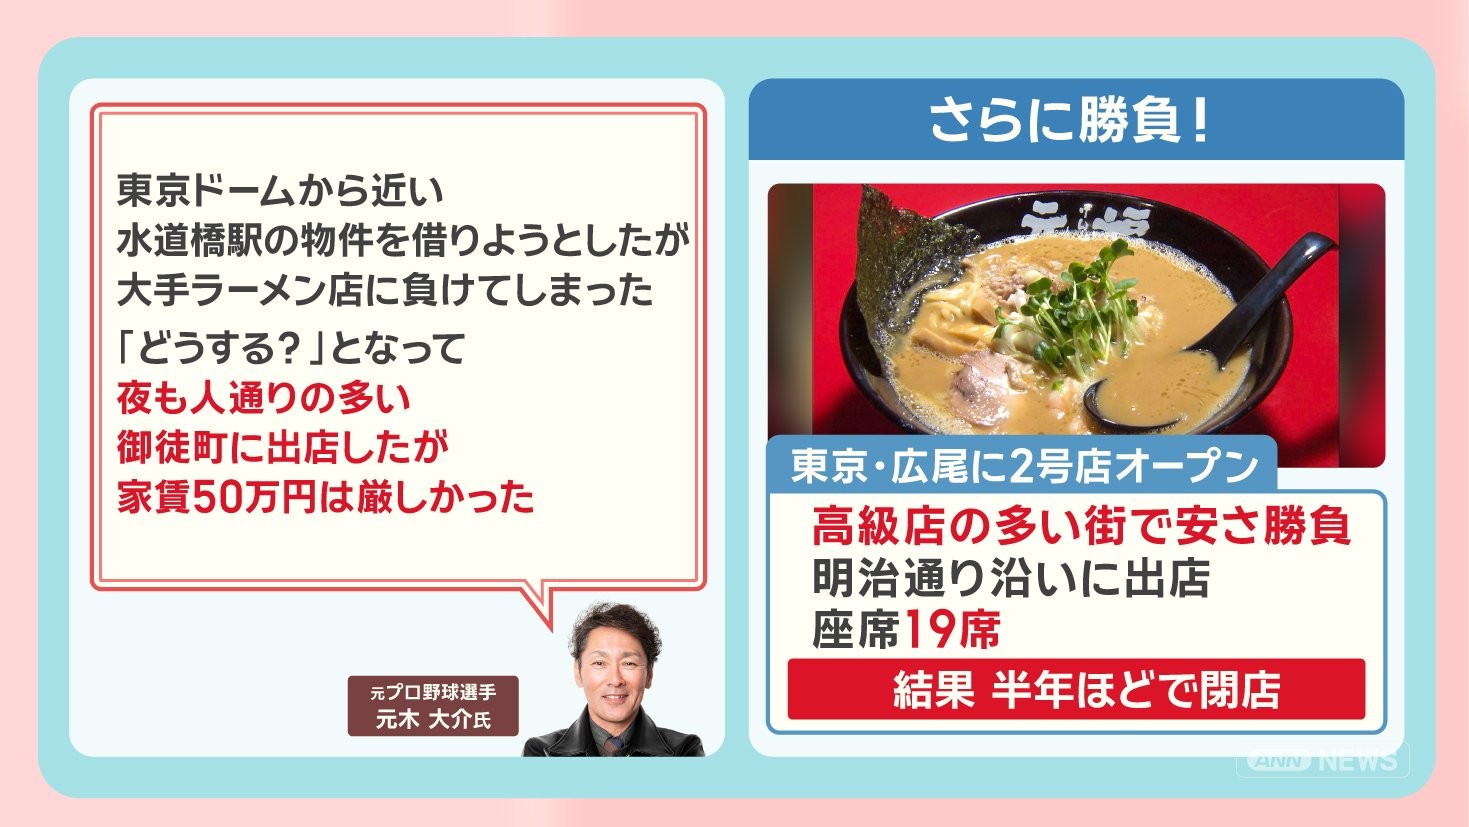 東京ドームから近い
水道橋駅の物件を借りようとしたが
大手ラーメン店に負けてしまった
「どうする？」となって
夜も人通りの多い
御徒町に出店したが
家賃50万円は厳しかった
元プロ野球選手
元木 大介氏
さらに勝負！
東京・広尾に2号店オープン
高級店の多い街で安さ勝負
明治通り沿いに出店
座席19席
結果 半年ほどで閉店
ANN NEWS